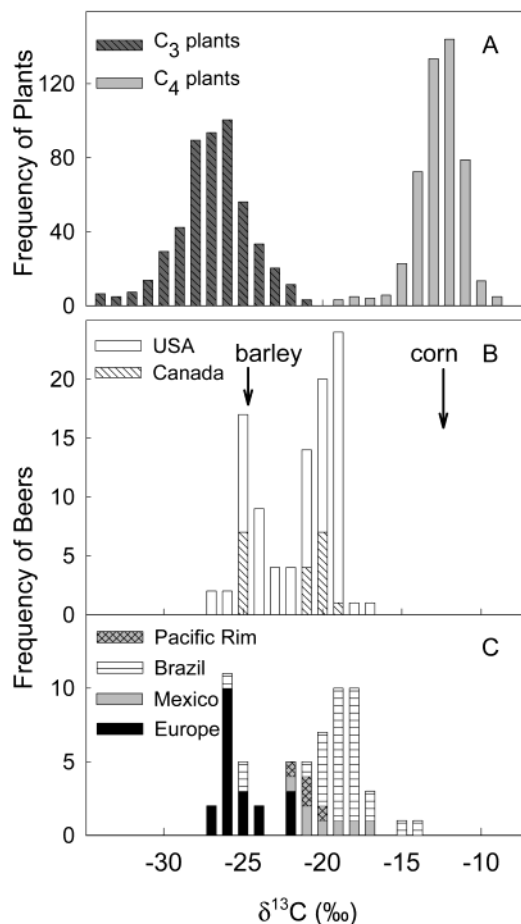 C3 plants
C4 plants
A
Frequency of Plants
120
80
40
0
USA
Canada
barley
corn
B
20
15
10
5
0
Frequency of Beers
Pacific Rim
Brazil
Mexico
Europe
C
10
5
0
-30 -25 -20 -15 -10
δ¹³C (‰)